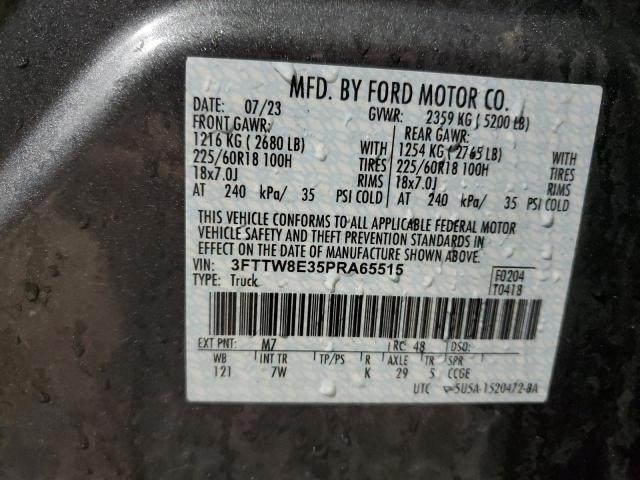 MFD. BY FORD MOTOR CO.
DATE: 07/23 GVWR: 2359 KG ( 5200 LB)
FRONT GAWR: REAR GAWR:
1216 KG ( 2680 LB) WITH 1254 KG ( 2765 LB) WITH
225/60R18 100H TIRES 225/60R18 100H TIRES
18x7.0J RIMS 18x7.0J RIMS
AT 240 kPa/ 35 PSI COLD AT 240 kPa/ 35 PSI COLD
THIS VEHICLE CONFORMS TO ALL APPLICABLE FEDERAL MOTOR
VEHICLE SAFETY AND THEFT PREVENTION STANDARDS IN
EFFECT ON THE DATE OF MANUFACTURE SHOWN ABOVE.
VIN: 3FTTW8E35PRA65515 F0204
TYPE: Truck T0418
EXT PNT: M7 RC: 48 DSO:
WB INT TR TP/PS R AXLE TR SPR
121 7W K 29 5 CCGE
UTC 5U5A-1520472-BA